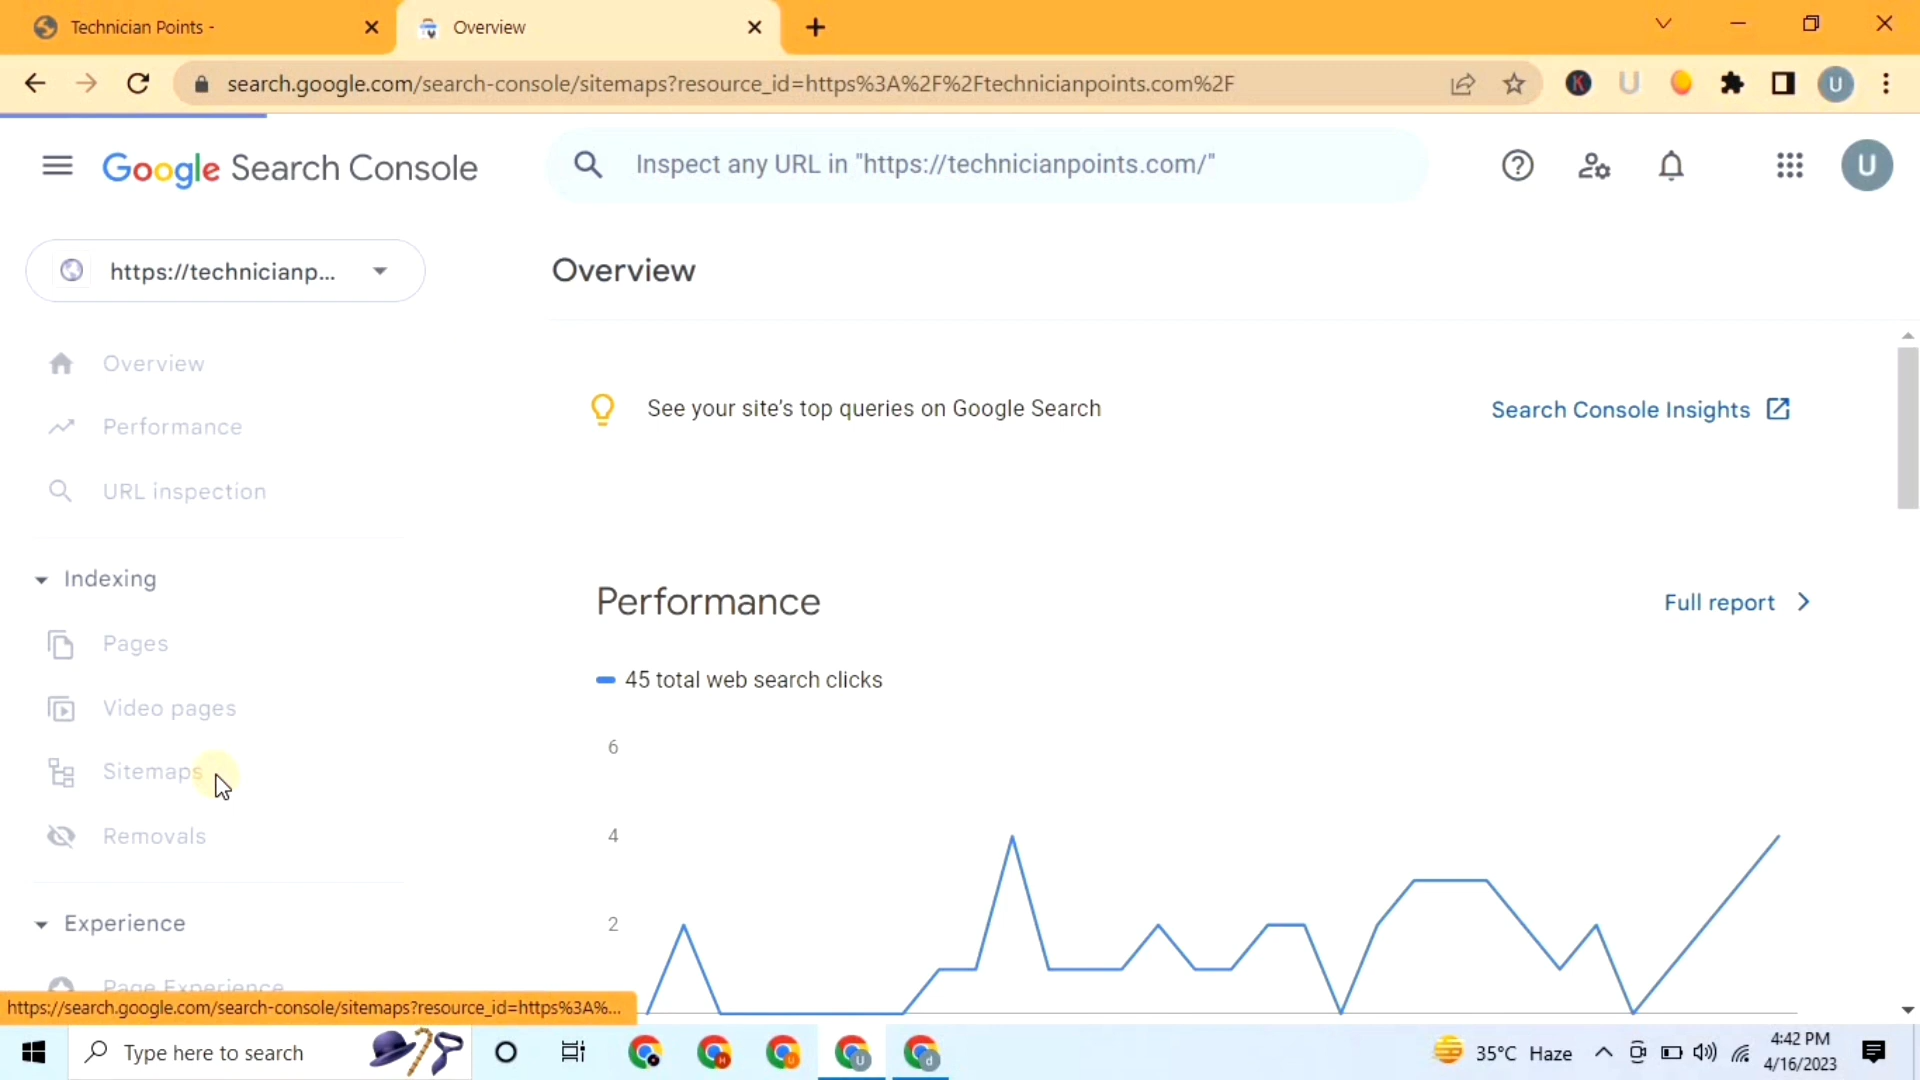 Technician Points -
Overview
search.google.com/search-console/sitemaps?resource_id=https%3A%2F%2Ftechnicianpoints.com%2F
K
U
U
Google Search Console
Inspect any URL in "https://technicianpoints.com/"
U
https://technicianp...
Overview
Overview
See your site's top queries on Google Search
Search Console Insights
Performance
URL inspection
Indexing
Performance
Full report
Pages
45 total web search clicks
Video pages
6
Sitemaps
Removals
4
Experience
2
Page Experience
https://search.google.com/search-console/sitemaps?resource_id=https%3A%...
Type here to search
35°C Haze
4:42 PM
4/16/2023